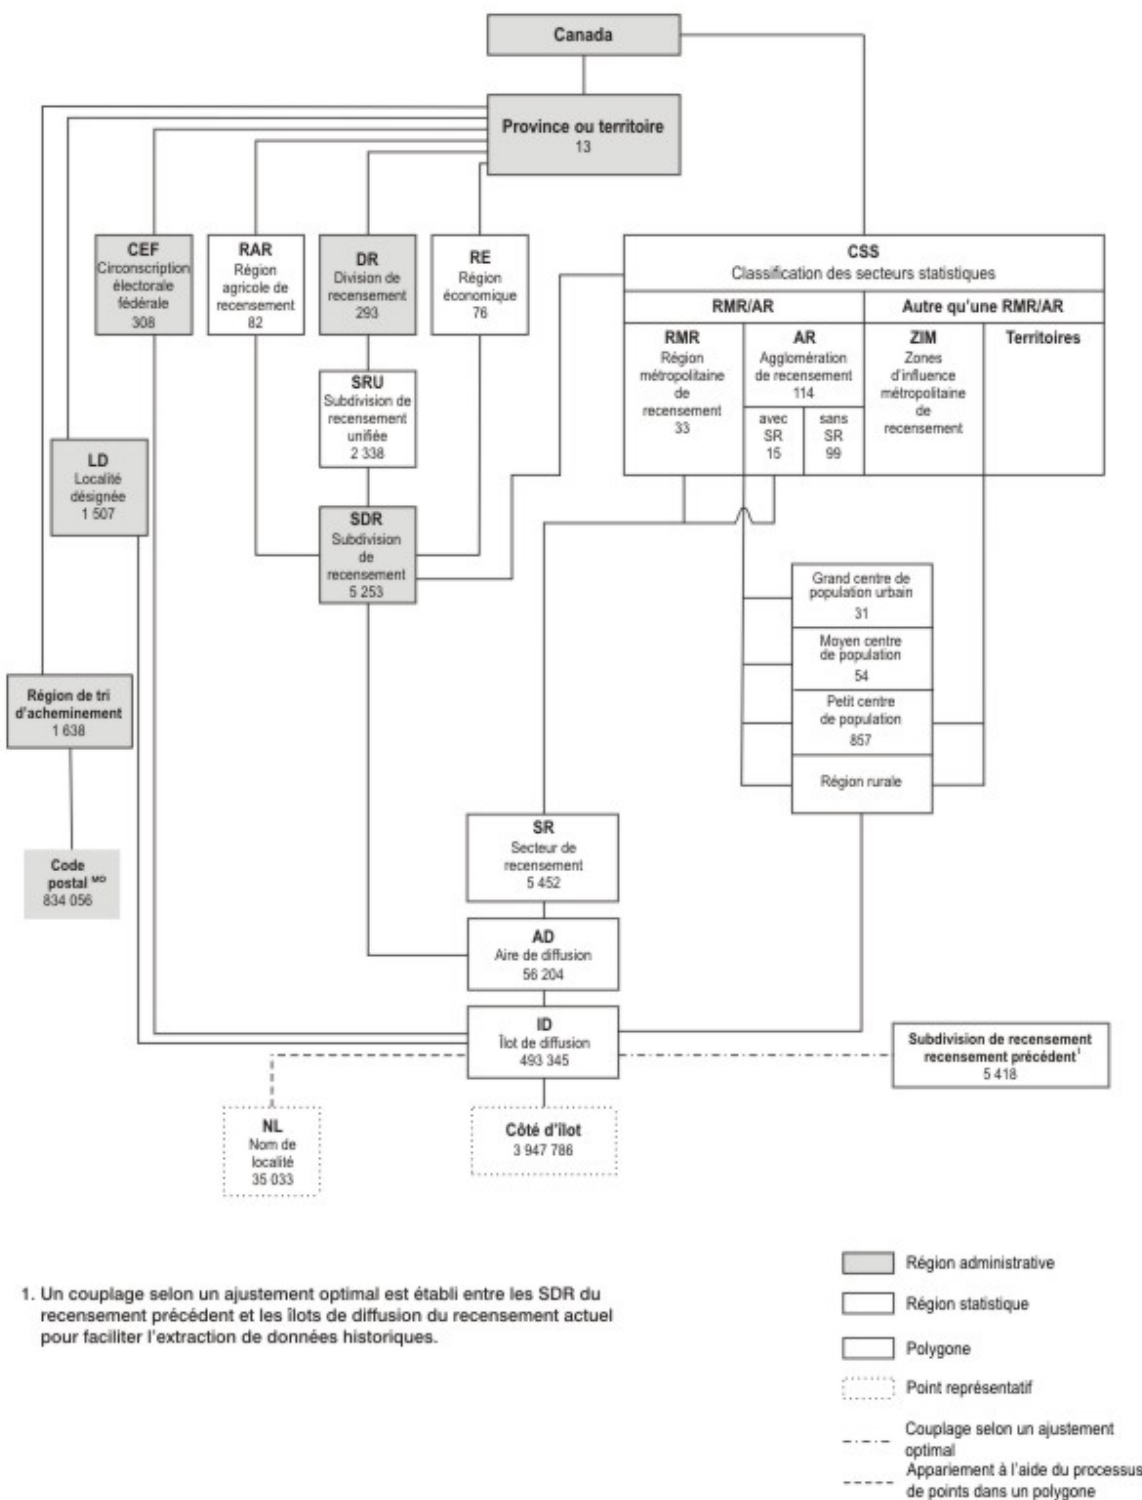 Canada
Province ou territoire
13
CEF
Circonscription
électorale
fédérale
308
RAR
Région
agricole de
recensement
82
DR
Division de
recensement
293
RE
Région
économique
76
CSS
Classification des secteurs statistiques
RMR/AR
Autre qu'une RMR/AR
RMR
Région
métropolitaine
de
recensement
33
AR
Agglomération
de recensement
114
avec
SR
15
sans
SR
99
ZIM
Zones
d'influence
métropolitaine
de
recensement
Territoires
SRU
Subdivision de
recensement
unifiée
2 338
LD
Localité
désignée
1 507
SDR
Subdivision
de
recensement
5 253
Grand centre de
population urbain
31
Moyen centre
de population
54
Petit centre
de population
857
Région rurale
Région de tri
d'acheminement
1 638
Code
postal MD
834 056
SR
Secteur de
recensement
5 452
AD
Aire de diffusion
56 204
ID
Îlot de diffusion
493 345
Subdivision de recensement
recensement précédent1
5 418
NL
Nom de
localité
35 033
Côté d'îlot
3 947 786
1. Un couplage selon un ajustement optimal est établi entre les SDR du
recensement précédent et les îlots de diffusion du recensement actuel
pour faciliter l'extraction de données historiques.
Région administrative
Région statistique
Polygone
Point représentatif
Couplage selon un ajustement
optimal
Appariement à l'aide du processus
de points dans un polygone